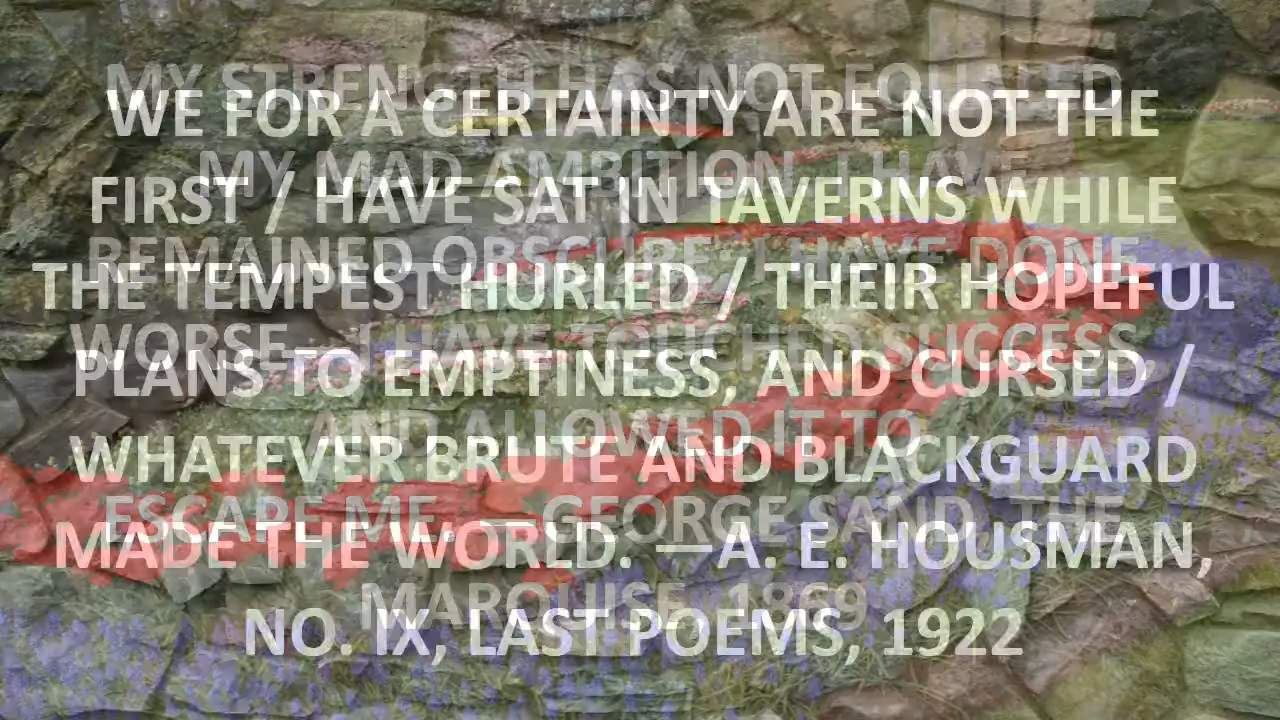 WE FOR A CERTAINTY ARE NOT THE
FIRST / HAVE SAT IN TAVERNS WHILE
THE TEMPEST HURLED / THEIR HOPEFUL
PLANS TO EMPTINESS, AND CURSED /
WHATEVER BRUTE AND BLACKGUARD
MADE THE WORLD. —A. E. HOUSMAN,
NO. IX, LAST POEMS, 1922
MY STRENGTH HAS NOT EQUALED
MY MAD AMBITION. I HAVE
REMAINED OBSCURE; I HAVE DONE
WORSE—I HAVE TOUCHED SUCCESS,
AND ALLOWED IT TO
ESCAPE ME. —GEORGE SAND, THE
MARQUISE, 1869